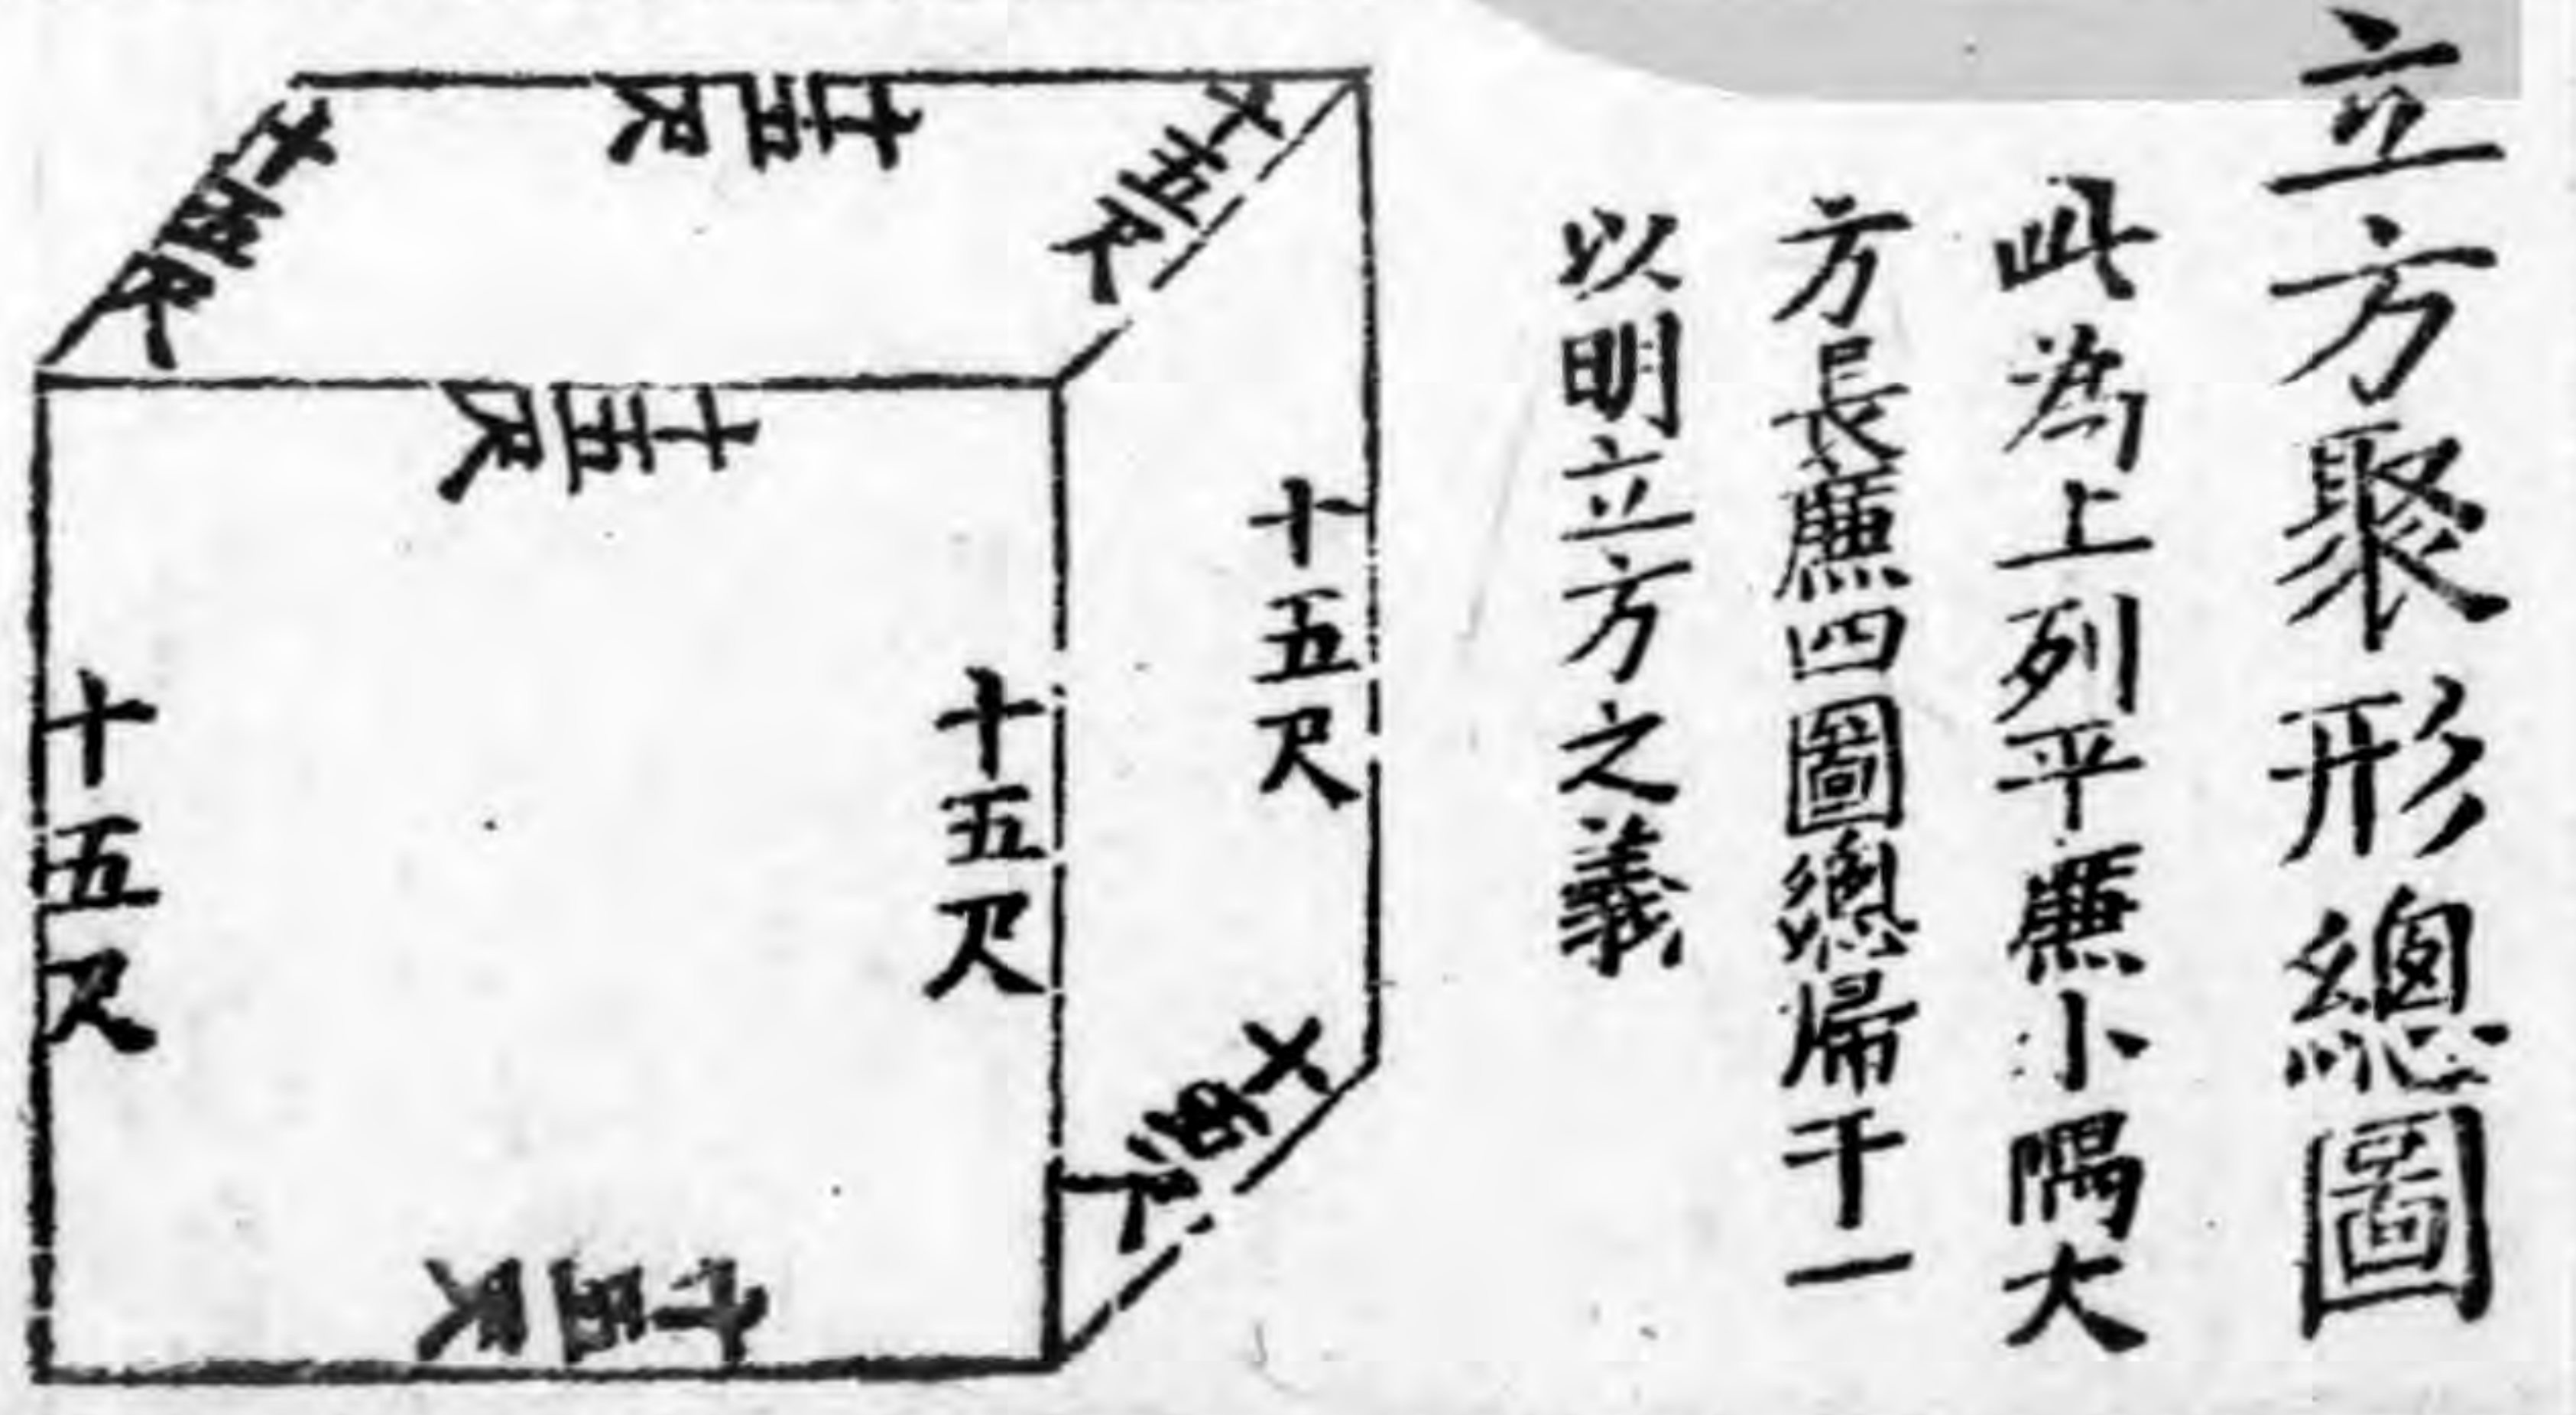 立方聚形總圖
此為上列平廉小隅大
方長廉四圖總歸于一
以明立方之義
十五尺
十五尺
十五尺
十五尺
十五尺
十五尺
十五尺
十五尺
十五尺